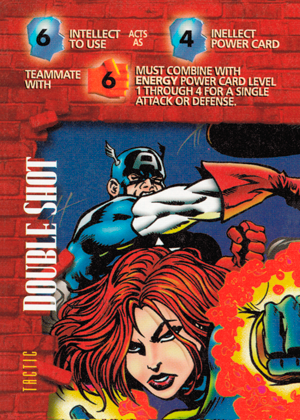 6 INTELLECT TO USE
ACTS AS
4 INELLECT POWER CARD
TEAMMATE WITH 6
MUST COMBINE WITH
ENERGY POWER CARD LEVEL
1 THROUGH 4 FOR A SINGLE
ATTACK OR DEFENSE.
DOUBLE SHOT
TACTIC
A